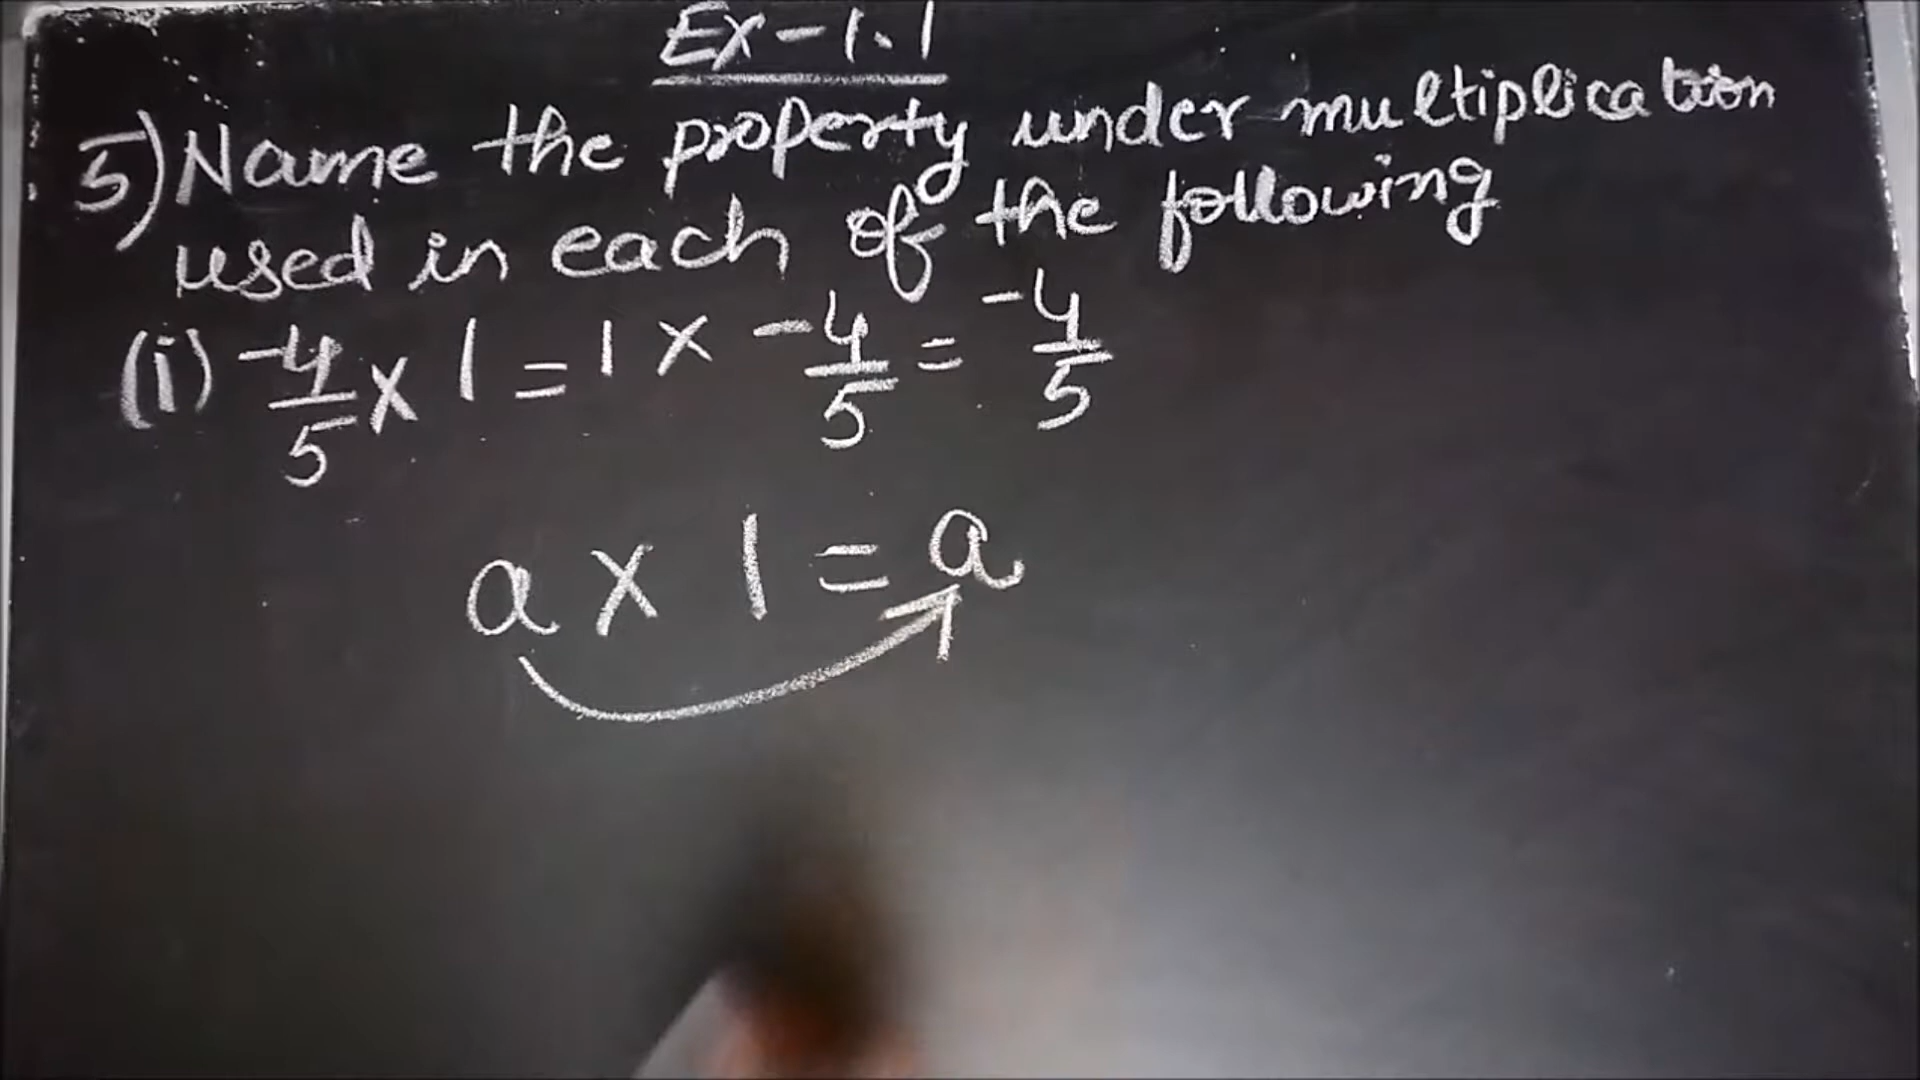 Ex-1.1
5) Name the property under multiplication
used in each of the following
(i) -4/5 × 1 = 1 × -4/5 = -4/5
a × 1 = a